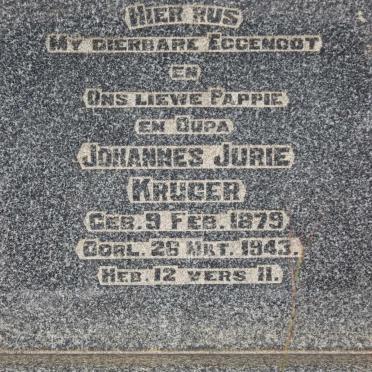 HIER RUS
MY DIERBARE EGGENOOT
EN
ONS LIEWE PAPPIE
EN OUPA
JOHANNES JURIE
KRUGER
GEB. 9 FEB. 1879
OORL. 26 MRT. 1943.
HEB. 12 VERS 11.